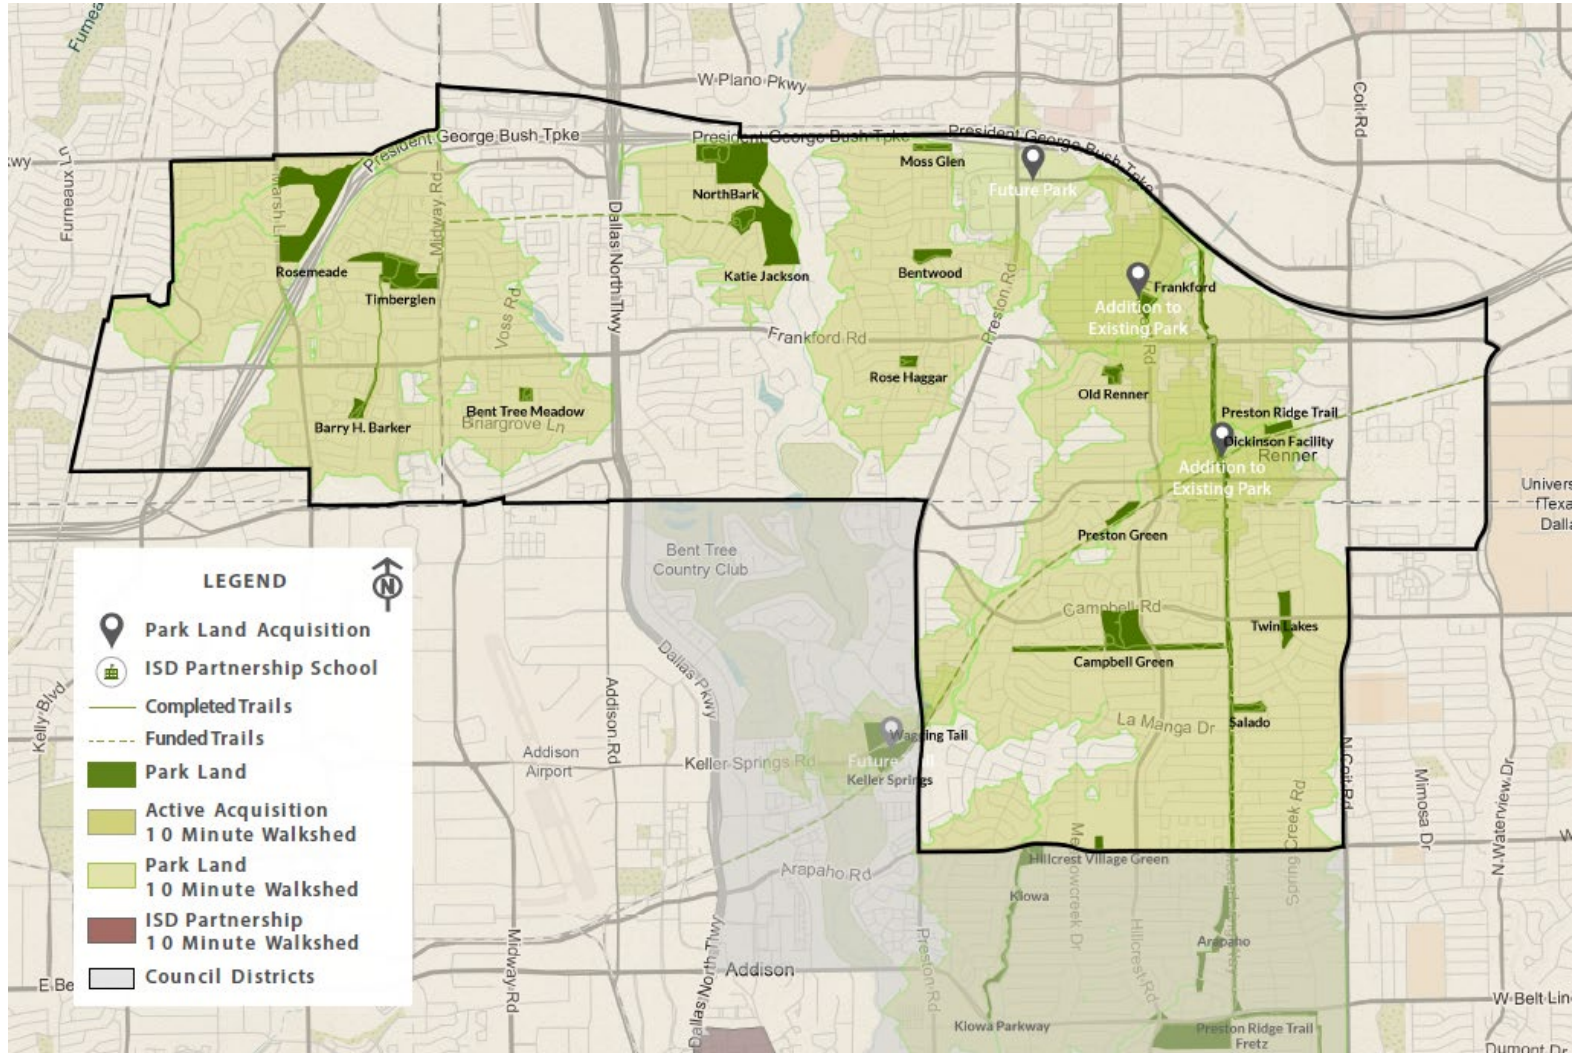 Furneaux Ln
W Plano Pkwy
Coit Rd
President George Bush Tpke
President George Bush Tpke
President George Bush Tpke
kwy
Moss Glen
Future Park
Marsh Ln
Midway Rd
NorthBark
Dallas North Tlwy
Rosemeade
Timberglen
Katie Jackson
Bentwood
Preston Rd
Frankford
Addition to
Existing Park
Voss Rd
Frankford Rd
Rose Haggar
Old Renner
Bent Tree Meadow
Briargrove Ln
Barry H. Barker
Preston Ridge Trail
Dickinson Facility
Renner
Addition to
Existing Park
Preston Green
Bent Tree
Country Club
Campbell Rd
Twin Lakes
Campbell Green
Dallas Pkwy
Addison Rd
La Manga Dr
Salado
Wagging Tail
Keller Springs Rd
Keller Springs
Addison
Airport
Kelly Blvd
N Coit Rd
Mimosa Dr
N Waterview Dr
Spring Creek Rd
Hillcrest Village Green
Arapaho Rd
Kiowa
Hillcrest Rd
Arapaho
Midway Rd
Dallas North Tlwy
Addison
Preston Rd
E Be
W Belt Lin
Kiowa Parkway
Preston Ridge Trail
Fretz
Dumont Dr
LEGEND
N
Park Land Acquisition
ISD Partnership School
Completed Trails
Funded Trails
Park Land
Active Acquisition
10 Minute Walkshed
Park Land
10 Minute Walkshed
ISD Partnership
10 Minute Walkshed
Council Districts